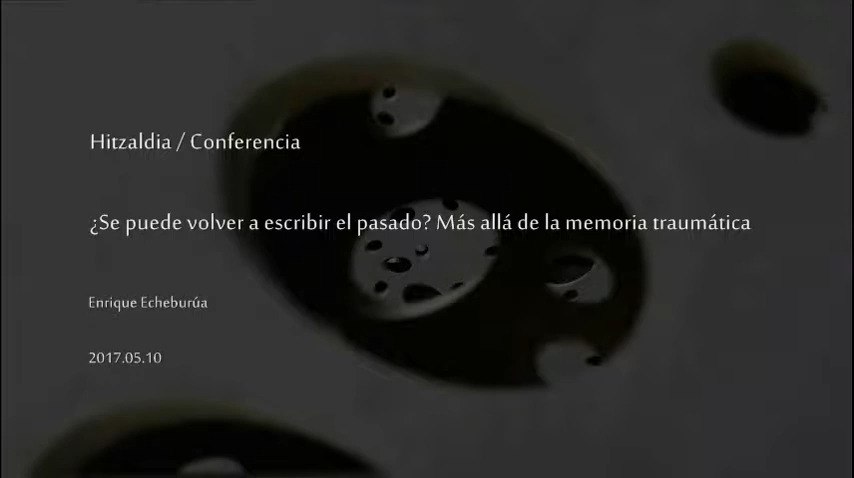 Hitzaldia / Conferencia
¿Se puede volver a escribir el pasado? Más allá de la memoria traumática
Enrique Echeburúa
2017.05.10